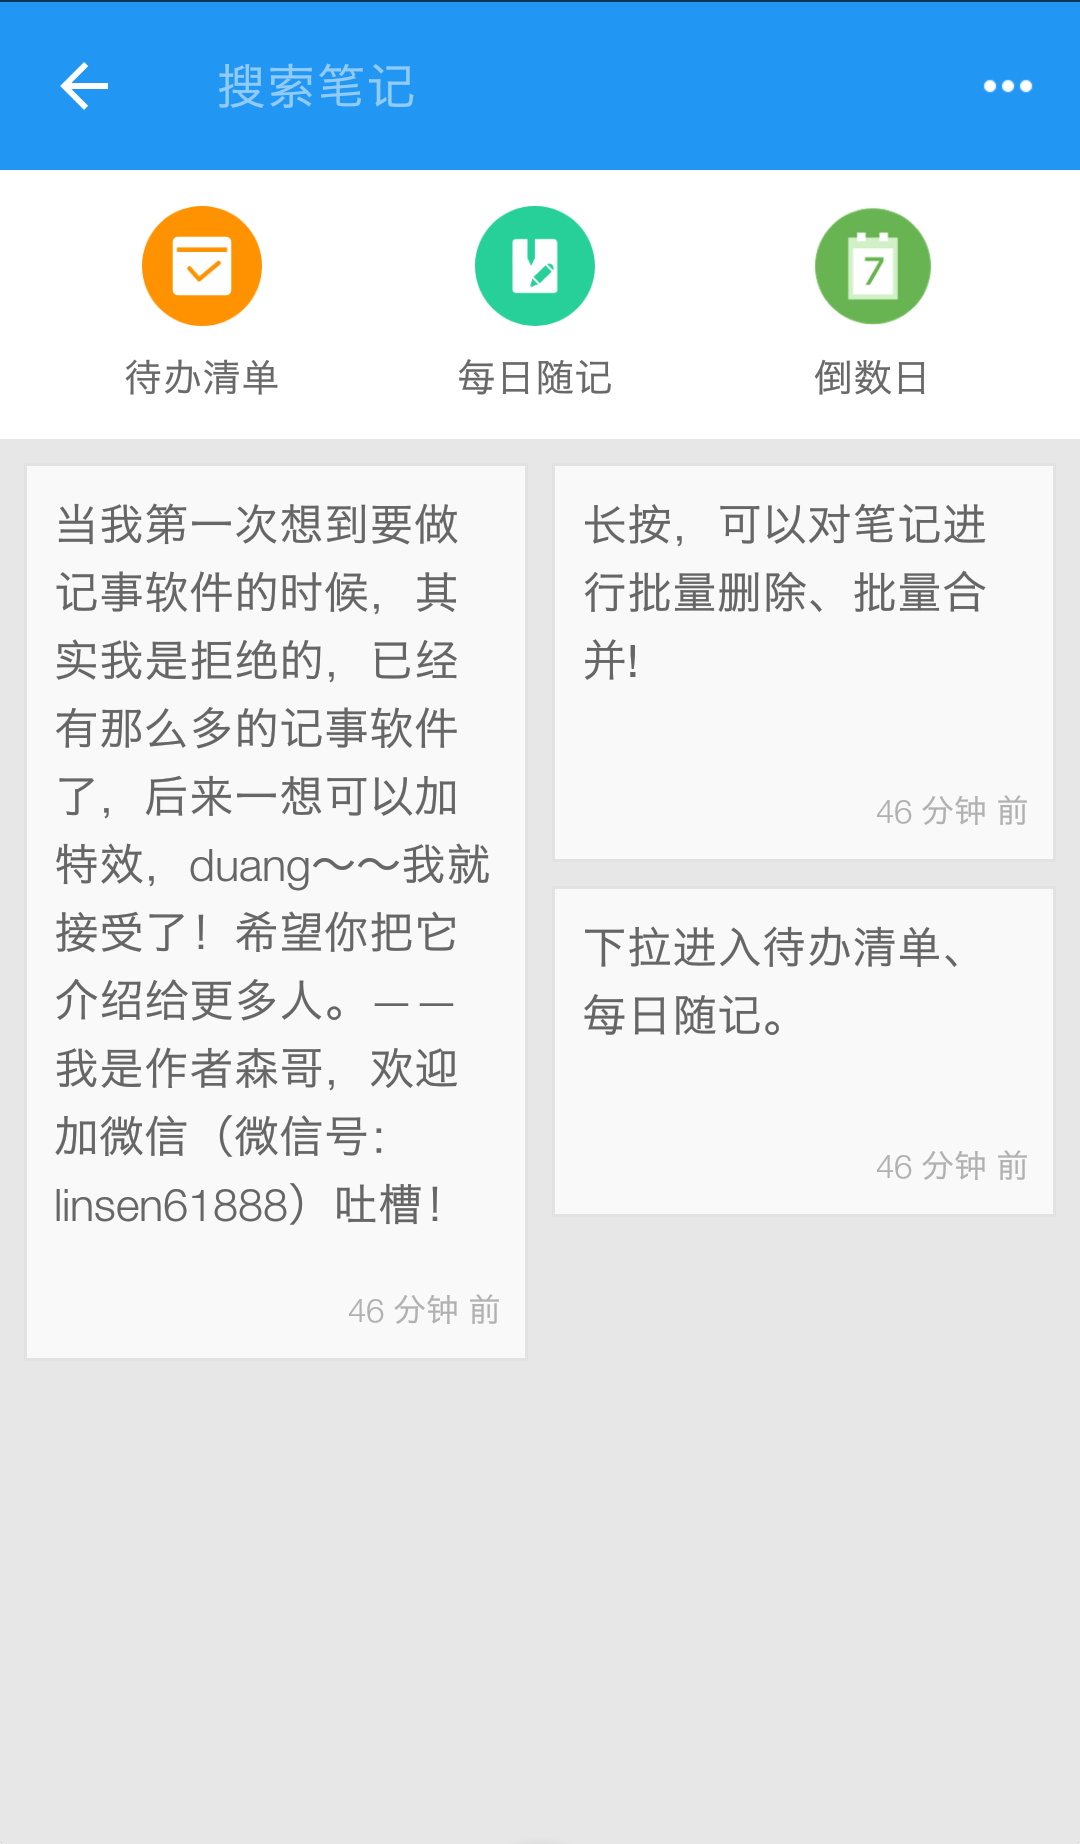 搜索笔记
待办清单
每日随记
7
倒数日
当我第一次想到要做
记事软件的时候，其
实我是拒绝的，已经
有那么多的记事软件
了，后来一想可以加
特效，duang～～我就
接受了！希望你把它
介绍给更多人。——
我是作者森哥，欢迎
加微信（微信号：
linsen61888）吐槽！
46 分钟 前
长按，可以对笔记进
行批量删除、批量合
并！
46 分钟 前
下拉进入待办清单、
每日随记。
46 分钟 前